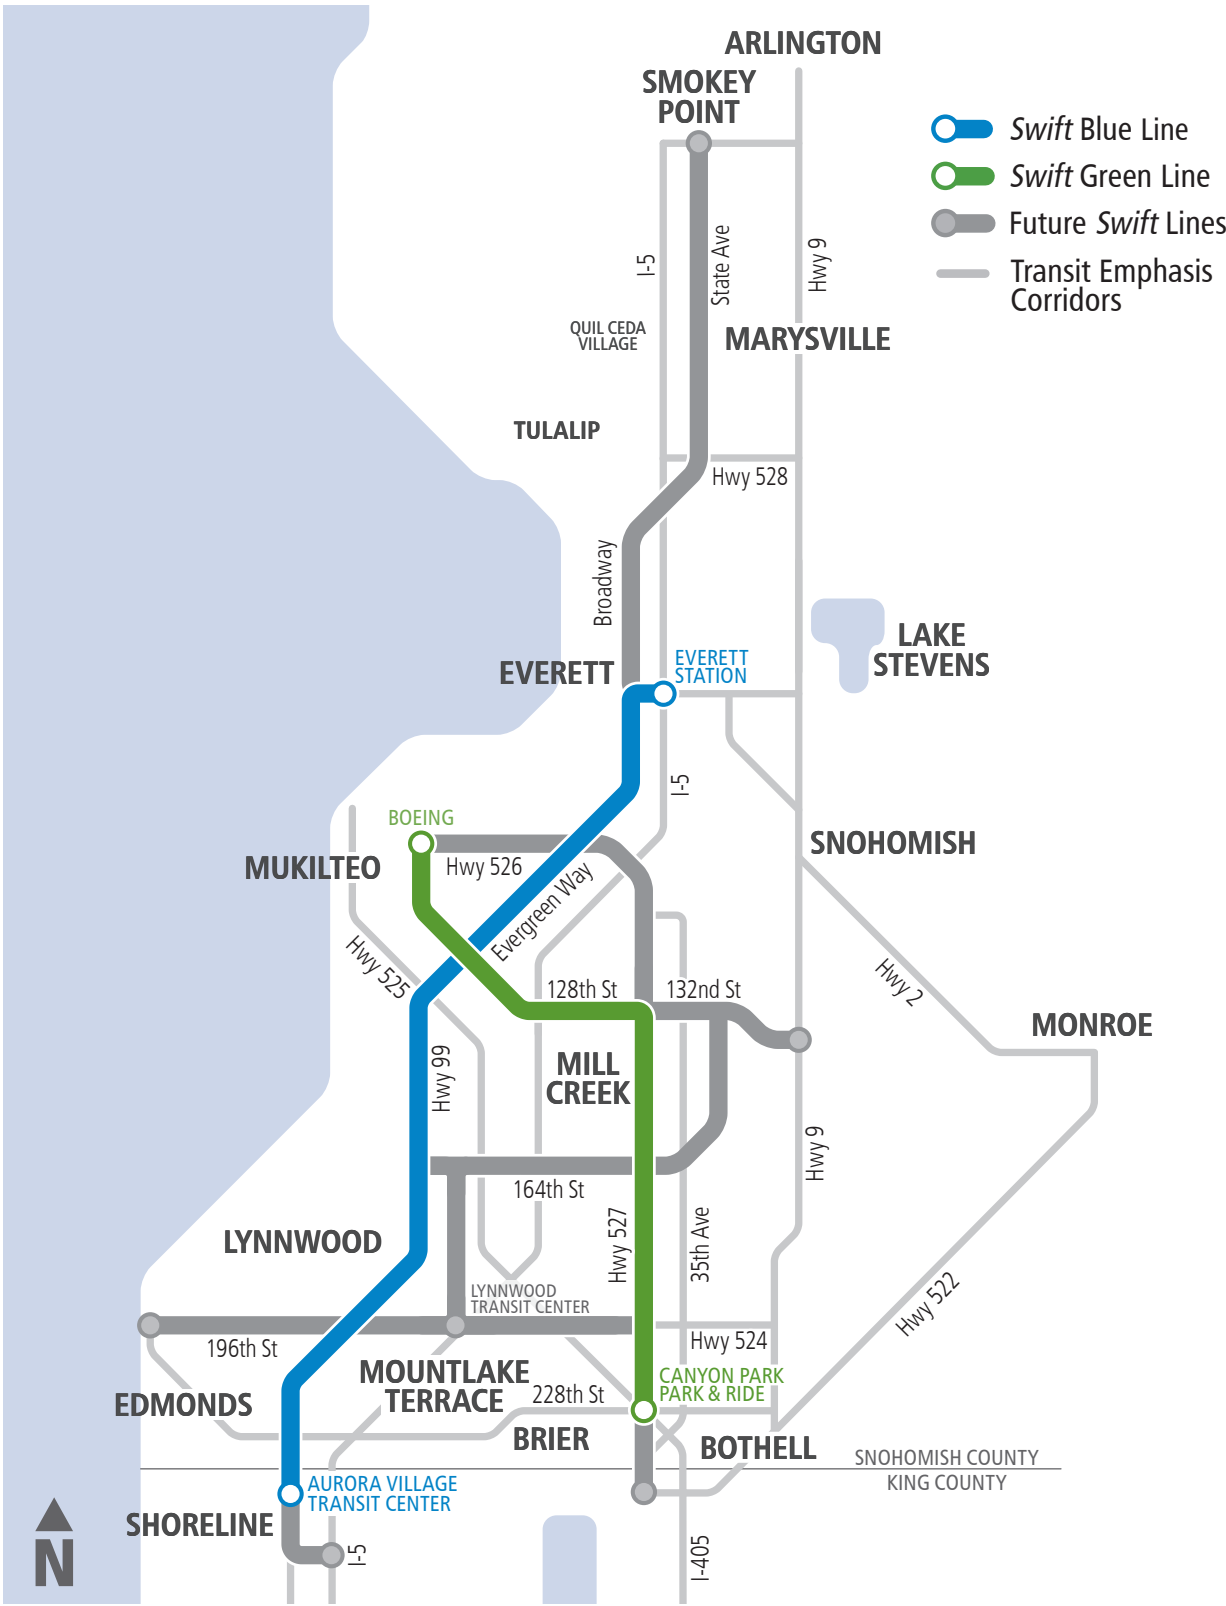 ARLINGTON
SMOKEY
POINT
Swift Blue Line
Swift Green Line
Future Swift Lines
Transit Emphasis
Corridors
I-5
State Ave
Hwy 9
QUIL CEDA
VILLAGE
MARYSVILLE
TULALIP
Hwy 528
Broadway
LAKE
STEVENS
EVERETT
EVERETT
STATION
I-5
BOEING
SNOHOMISH
MUKILTEO
Hwy 526
Evergreen Way
Hwy 525
Hwy 2
128th St
132nd St
MONROE
Hwy 99
MILL
CREEK
Hwy 9
164th St
LYNNWOOD
Hwy 527
35th Ave
LYNNWOOD
TRANSIT CENTER
Hwy 522
196th St
Hwy 524
MOUNTLAKE
TERRACE
CANYON PARK
PARK & RIDE
228th St
EDMONDS
BRIER
BOTHELL
SNOHOMISH COUNTY
KING COUNTY
AURORA VILLAGE
TRANSIT CENTER
SHORELINE
I-5
I-405
N